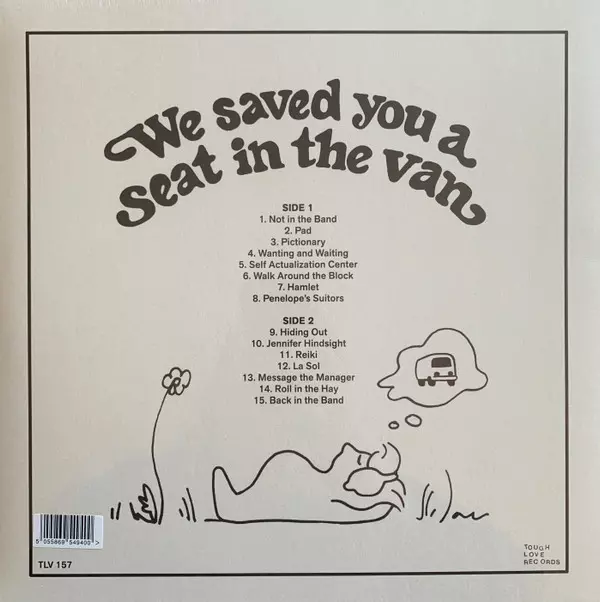 We saved you a
seat in the van
SIDE 1
1. Not in the Band
2. Pad
3. Pictionary
4. Wanting and Waiting
5. Self Actualization Center
6. Walk Around the Block
7. Hamlet
8. Penelope's Suitors
SIDE 2
9. Hiding Out
10. Jennifer Hindsight
11. Reiki
12. La Sol
13. Message the Manager
14. Roll in the Hay
15. Back in the Band
5 055869 549400 >
TLV 157
TOUGH
LOVE
RECORDS